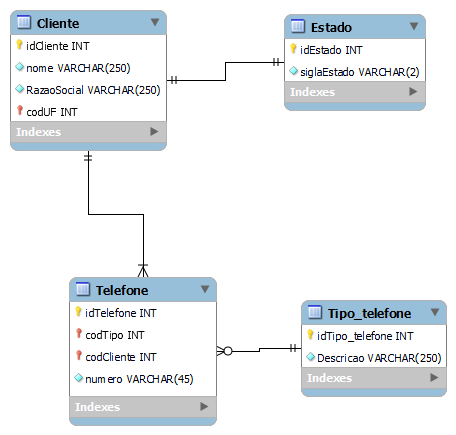 Cliente
idCliente INT
nome VARCHAR(250)
RazaoSocial VARCHAR(250)
codUF INT
Indexes
Estado
idEstado INT
siglaEstado VARCHAR(2)
Indexes
Telefone
idTelefone INT
codTipo INT
codCliente INT
numero VARCHAR(45)
Indexes
Tipo_telefone
idTipo_telefone INT
Descricao VARCHAR(250)
Indexes